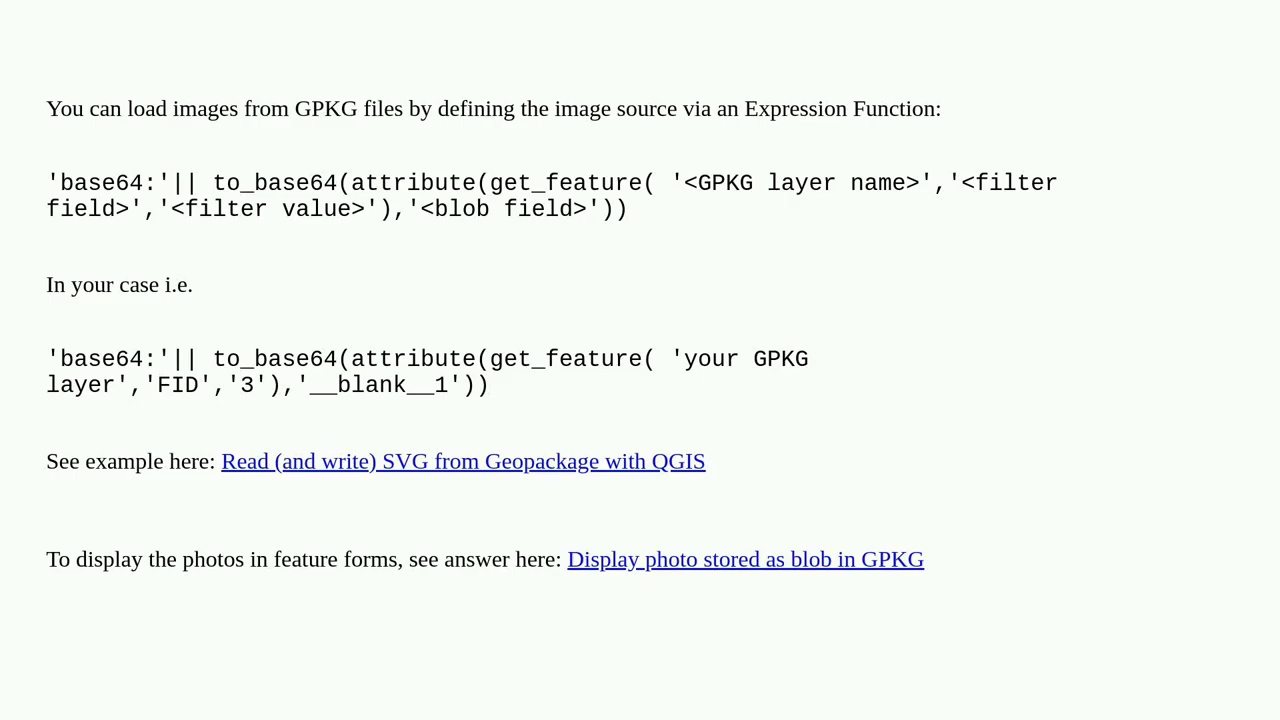 You can load images from GPKG files by defining the image source via an Expression Function:
'base64:'|| to_base64(attribute(get_feature( '<GPKG layer name>','<filter
field>','<filter value>'),'<blob field>'))
In your case i.e.
'base64:'|| to_base64(attribute(get_feature( 'your GPKG
layer','FID','3'),'__blank__1'))
See example here: Read (and write) SVG from Geopackage with QGIS
To display the photos in feature forms, see answer here: Display photo stored as blob in GPKG